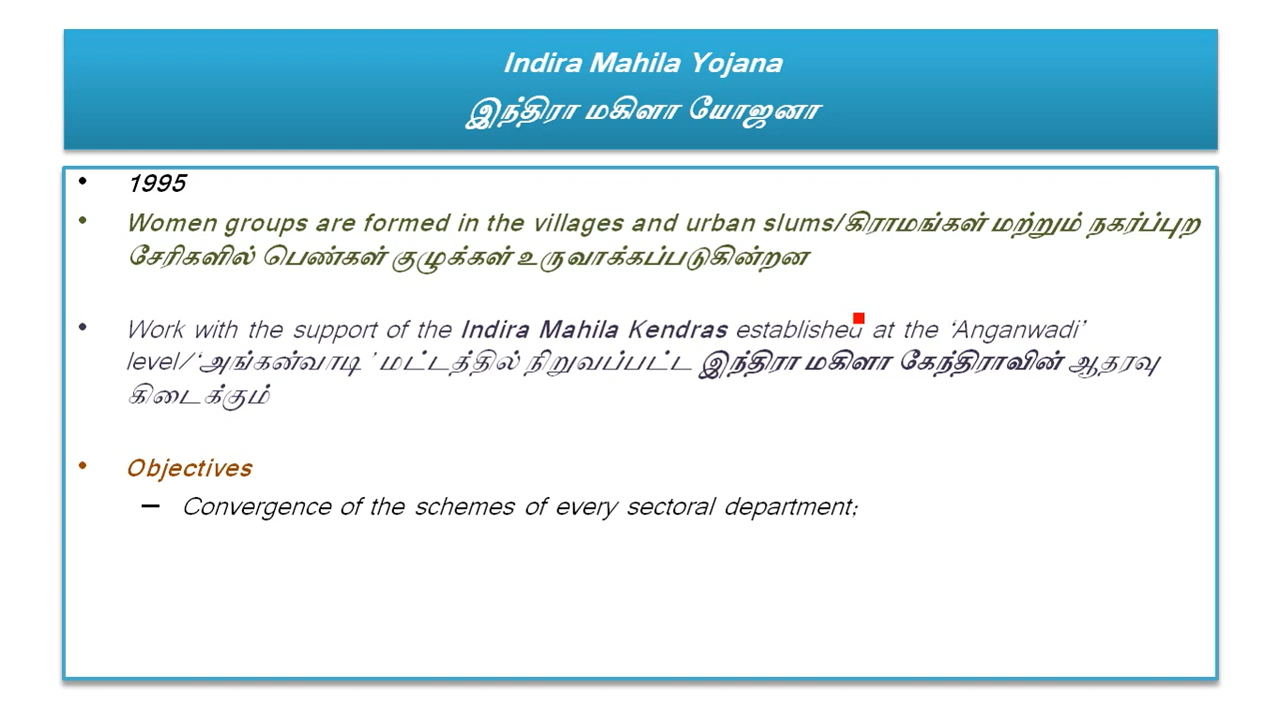 Indira Mahila Yojana
இந்திரா மகிளா யோஜனா
• 1995
• Women groups are formed in the villages and urban slums/கிராமங்கள் மற்றும் நகர்ப்புற
சேரிகளில் பெண்கள் குழுக்கள் உருவாக்கப்படுகின்றன
• Work with the support of the Indira Mahila Kendras established at the ‘Anganwadi’
level/‘அங்கன்வாடி ’ மட்டத்தில் நிறுவப்பட்ட இந்திரா மகிளா கேந்திராவின் ஆதரவு
கிடைக்கும்
• Objectives
– Convergence of the schemes of every sectoral department;